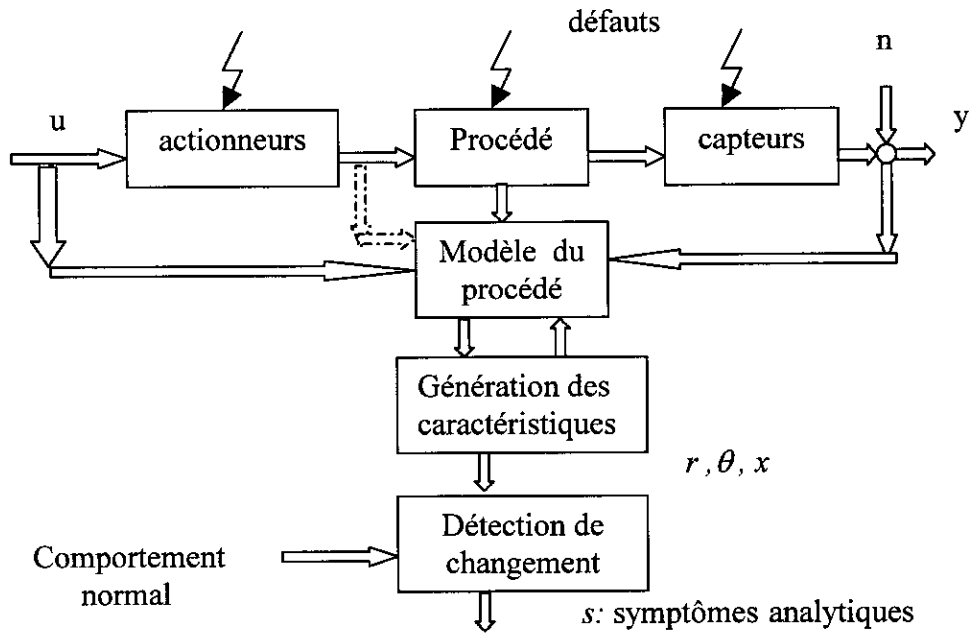 défauts
n
u
y
actionneurs
Procédé
capteurs
Modèle du
procédé
Génération des
caractéristiques
r , θ, x
Détection de
changement
Comportement
normal
s: symptômes analytiques